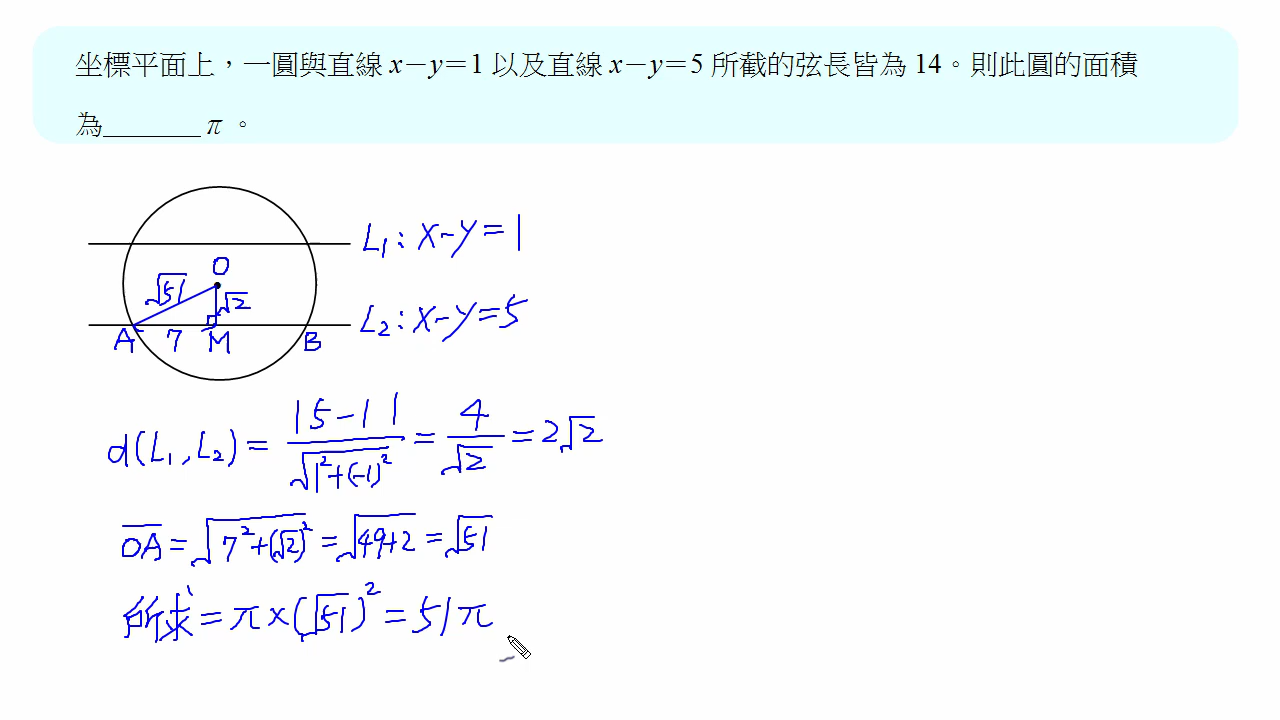 坐標平面上，一圓與直線 x－y＝1 以及直線 x－y＝5 所截的弦長皆為 14。則此圓的面積
為_______π。
L₁: x-y=1
O
√51
√2
L₂: x-y=5
A 7 M B
d(L₁,L₂) = |5-1|/√(1²+(-1)²) = 4/√2 = 2√2
OA = √(7²+(√2)²) = √(49+2) = √51
所求 = π×(√51)² = 51π